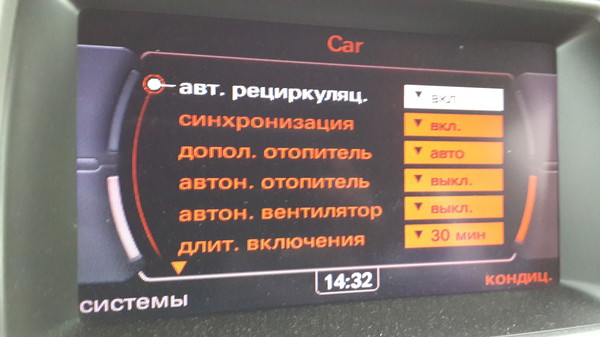 Car
авт. рециркуляц. вкл
синхронизация вкл.
допол. отопитель авто
автон. отопитель выкл.
автон. вентилятор выкл.
длит. включения 30 мин
14:32
системы кондиц.